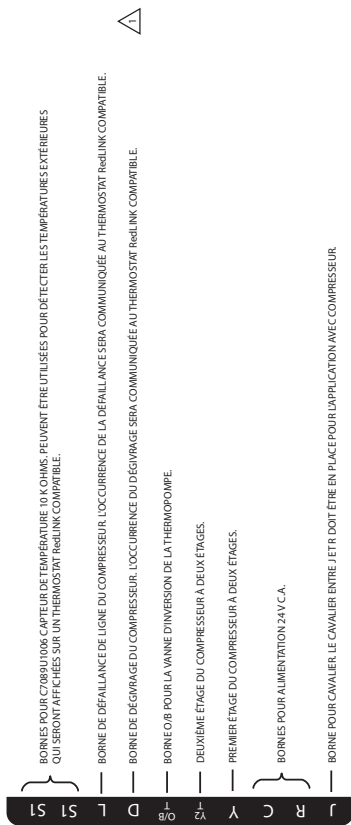 1
S1
S1
BORNES POUR C7089U1006 CAPTEUR DE TEMPÉRATURE 10 K OHMS, PEUVENT ÊTRE UTILISÉES POUR DÉTECTER LES TEMPÉRATURES EXTÉRIEURES
QUI SERONT AFFICHÉES SUR UN THERMOSTAT RedLINK COMPATIBLE.
L
BORNE DE DÉFAILLANCE DE LIGNE DU COMPRESSEUR. L'OCCURRENCE DE LA DÉFAILLANCE SERA COMMUNIQUÉE AU THERMOSTAT RedLINK COMPATIBLE.
D
BORNE DE DÉGIVRAGE DU COMPRESSEUR. L'OCCURRENCE DU DÉGIVRAGE SERA COMMUNIQUÉE AU THERMOSTAT RedLINK COMPATIBLE.
O/B
T
BORNE O/B POUR LA VANNE D'INVERSION DE LA THERMOPOMPE.
Y2
T
DEUXIÈME ÉTAGE DU COMPRESSEUR À DEUX ÉTAGES.
Y
PREMIER ÉTAGE DU COMPRESSEUR À DEUX ÉTAGES.
C
R
BORNES POUR ALIMENTATION 24 V C.A.
J
BORNE POUR CAVALIER. LE CAVALIER ENTRE J ET R DOIT ÊTRE EN PLACE POUR L'APPLICATION AVEC COMPRESSEUR.